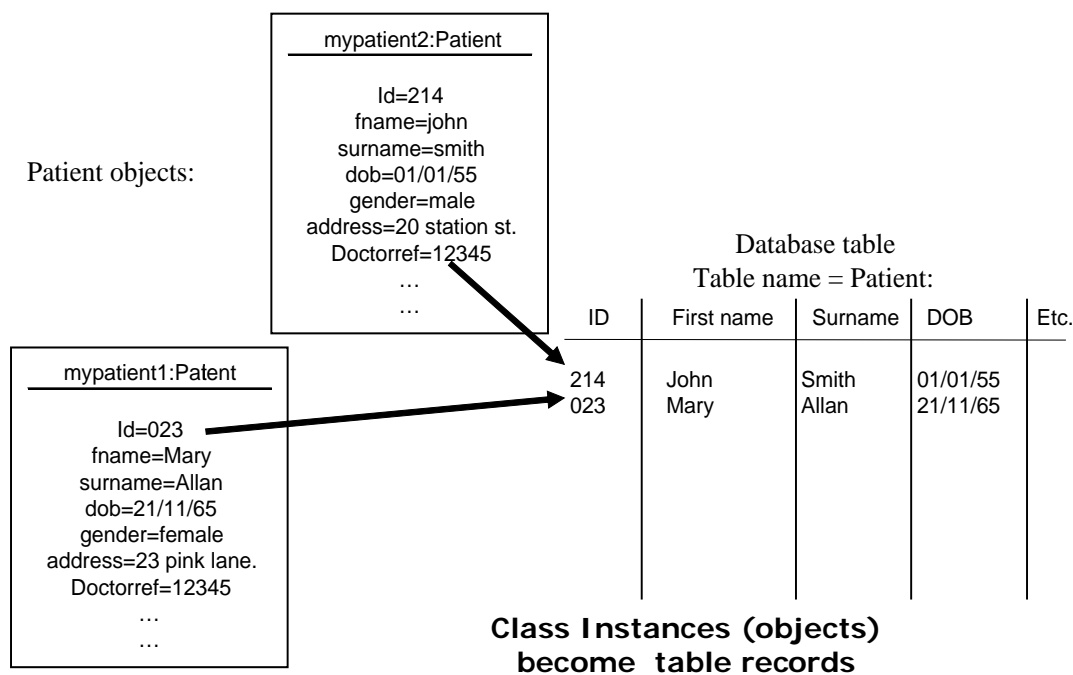 mypatient2:Patient
Id=214
fname=john
surname=smith
dob=01/01/55
gender=male
address=20 station st.
Doctorref=12345
…
…
Patient objects:
mypatient1:Patent
Id=023
fname=Mary
surname=Allan
dob=21/11/65
gender=female
address=23 pink lane.
Doctorref=12345
…
…
Database table
Table name = Patient:
ID First name Surname DOB Etc.
214 John Smith 01/01/55
023 Mary Allan 21/11/65
Class Instances (objects)
become table records